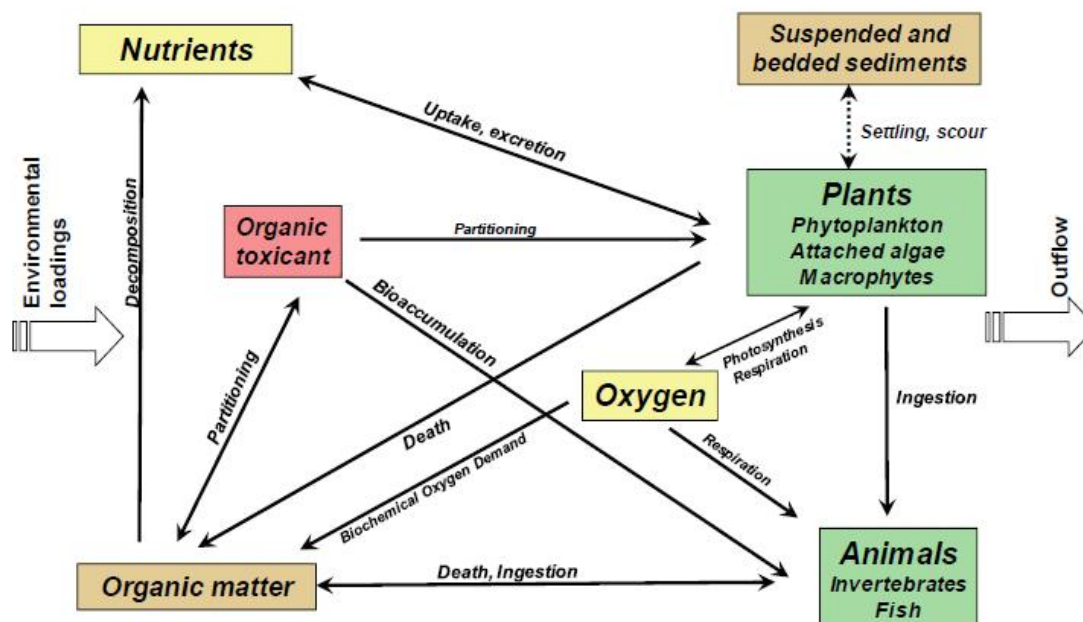 Nutrients
Suspended and
bedded sediments
Uptake, excretion
Settling, scour
Environmental
loadings
Decomposition
Organic
toxicant
Partitioning
Plants
Phytoplankton
Attached algae
Macrophytes
Outflow
Bioaccumulation
Photosynthesis
Respiration
Partitioning
Oxygen
Ingestion
Death
Biochemical Oxygen Demand
Respiration
Organic matter
Death, Ingestion
Animals
Invertebrates
Fish